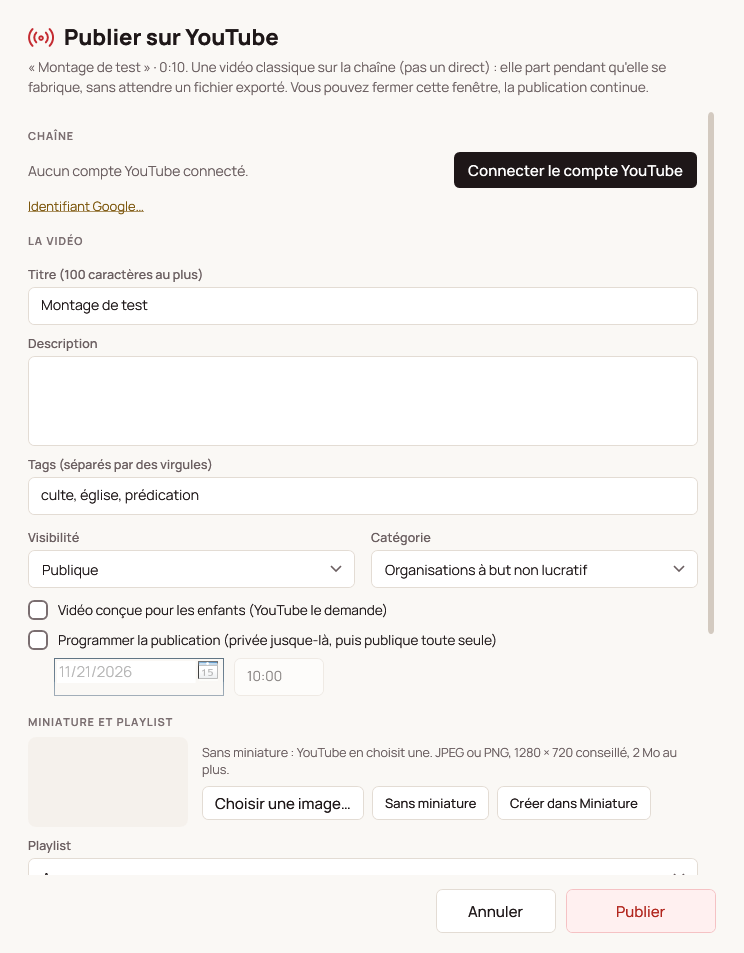 Publier sur YouTube
« Montage de test » · 0:10. Une vidéo classique sur la chaîne (pas un direct) : elle part pendant qu'elle se
fabrique, sans attendre un fichier exporté. Vous pouvez fermer cette fenêtre, la publication continue.
CHAÎNE
Aucun compte YouTube connecté.
Connecter le compte YouTube
Identifiant Google…
LA VIDÉO
Titre (100 caractères au plus)
Montage de test
Description
Tags (séparés par des virgules)
culte, église, prédication
Visibilité
Catégorie
Publique
Organisations à but non lucratif
Vidéo conçue pour les enfants (YouTube le demande)
Programmer la publication (privée jusque-là, puis publique toute seule)
11/21/2026
15
10:00
MINIATURE ET PLAYLIST
Sans miniature : YouTube en choisit une. JPEG ou PNG, 1280 × 720 conseillé, 2 Mo au
plus.
Choisir une image…
Sans miniature
Créer dans Miniature
Playlist
Annuler
Publier